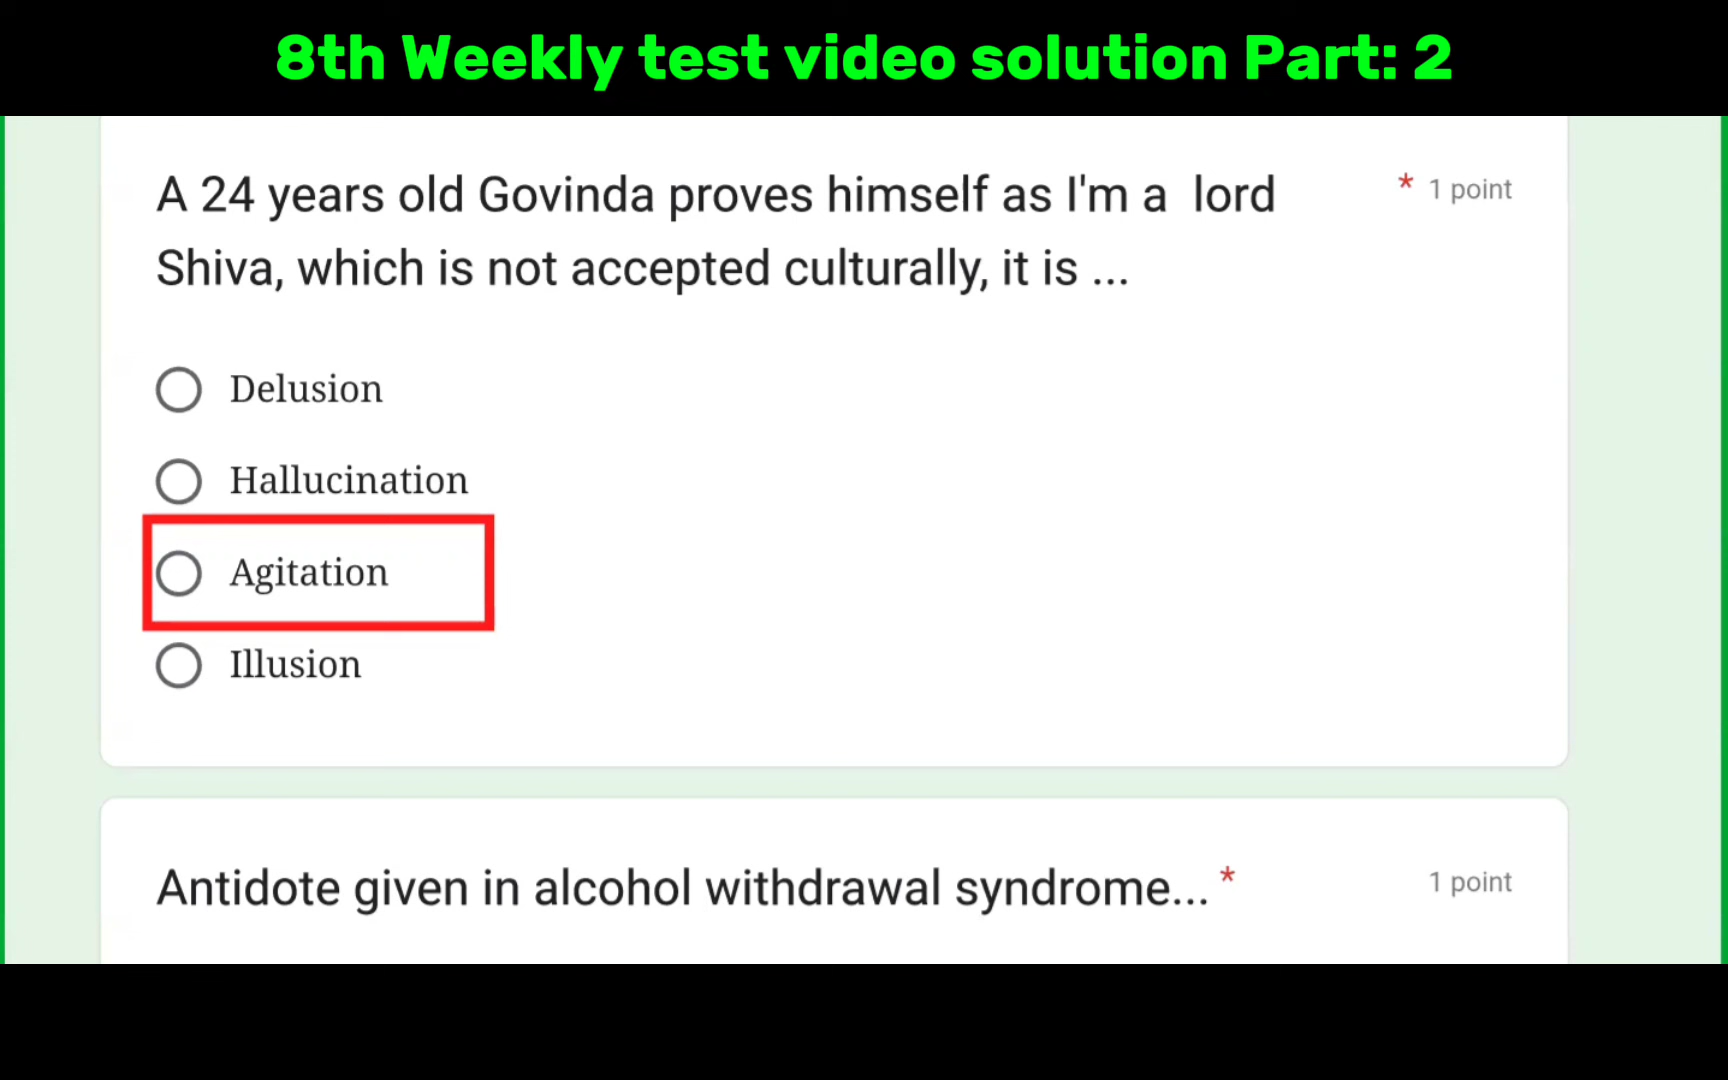 8th Weekly test video solution Part: 2
A 24 years old Govinda proves himself as I'm a lord * 1 point
Shiva, which is not accepted culturally, it is ...
Delusion
Hallucination
Agitation
Illusion
Antidote given in alcohol withdrawal syndrome... * 1 point